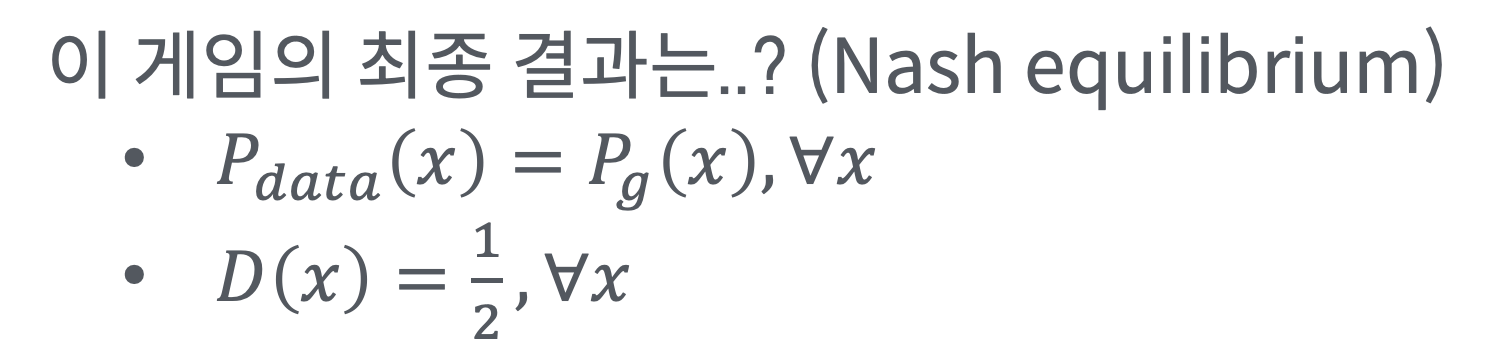 이 게임의 최종 결과는..? (Nash equilibrium)
• P_data(x) = P_g(x), ∀x
• D(x) = 1/2, ∀x